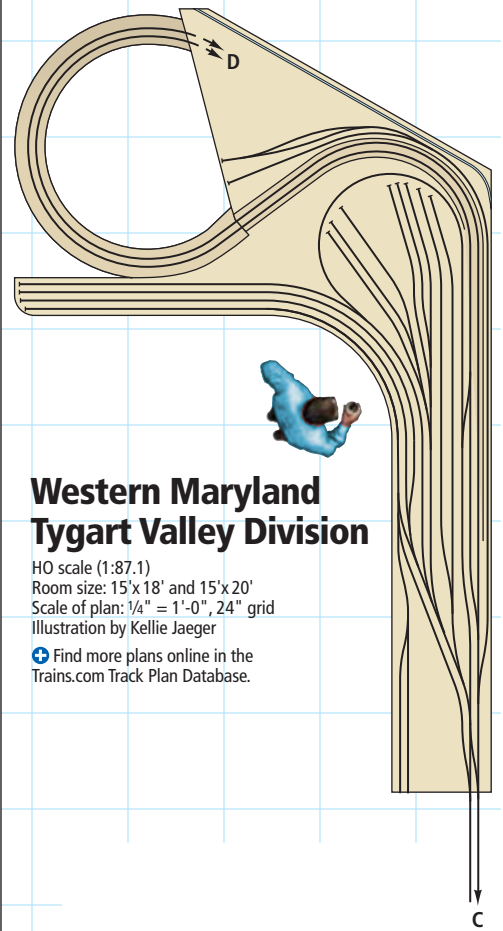 D
Western Maryland
Tygart Valley Division
HO scale (1:87.1)
Room size: 15'x 18' and 15'x 20'
Scale of plan: 1/4" = 1'-0", 24" grid
Illustration by Kellie Jaeger
Find more plans online in the
Trains.com Track Plan Database.
C